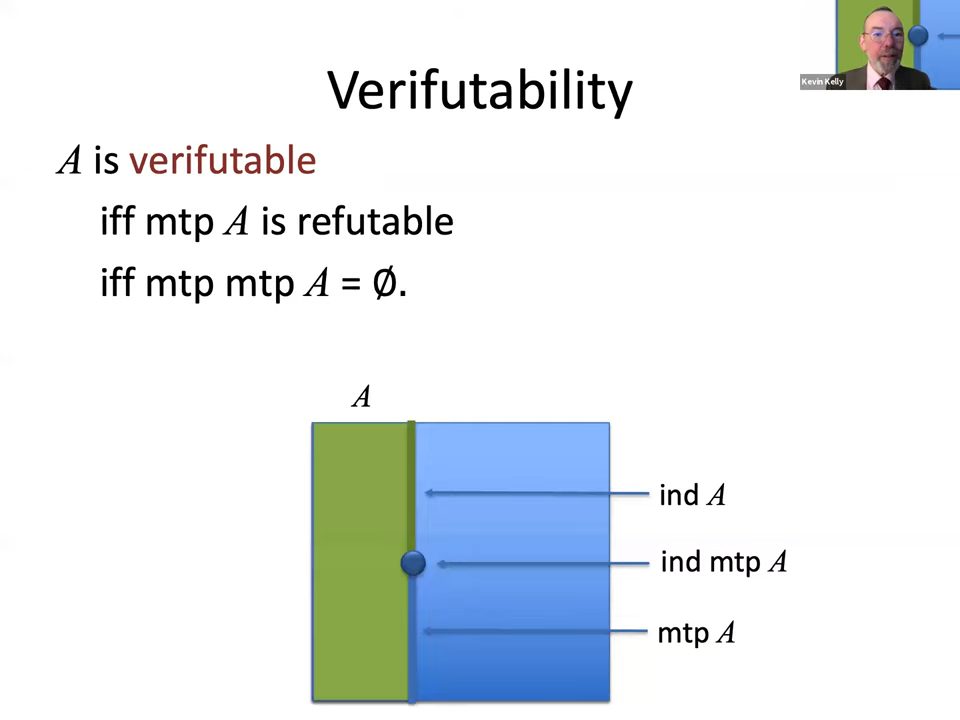 Verifutability
Kevin Kelly
A is verifutable
iff mtp A is refutable
iff mtp mtp A = Ø.
A
ind A
ind mtp A
mtp A